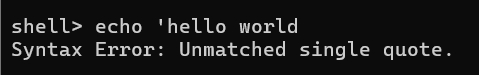 shell> echo 'hello world
Syntax Error: Unmatched single quote.